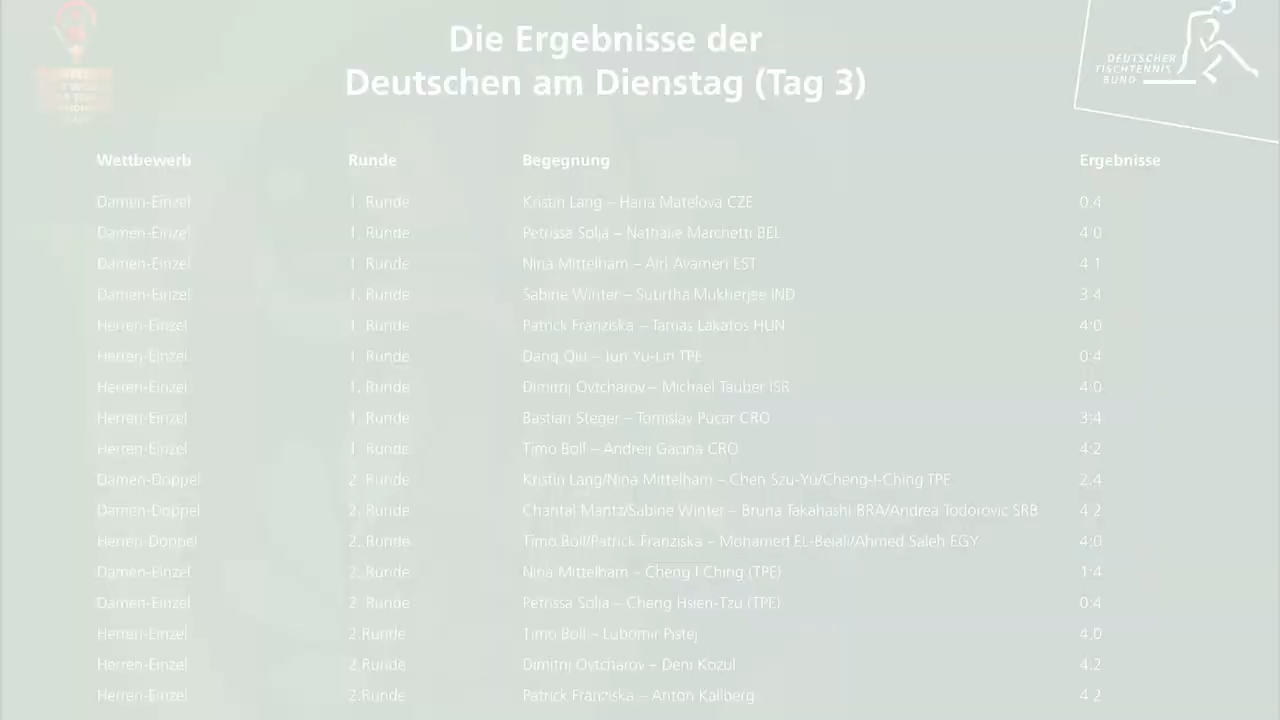 Die Ergebnisse der
Deutschen am Dienstag (Tag 3)
DEUTSCHER
TISCHTENNIS
BUND
Wettbewerb Runde Begegnung Ergebnisse
Damen-Einzel 1. Runde Kristin Lang – Hana Matelova CZE 0:4
Damen-Einzel 1. Runde Petrissa Solja – Nathalie Marchetti BEL 4:0
Damen-Einzel 1. Runde Nina Mittelham – Airi Avameri EST 4:1
Damen-Einzel 1. Runde Sabine Winter – Sutirtha Mukherjee IND 3:4
Herren-Einzel 1. Runde Patrick Franziska – Tamas Lakatos HUN 4:0
Herren-Einzel 1. Runde Dang Qiu – Jun Yu-Lin TPE 0:4
Herren-Einzel 1. Runde Dimitrij Ovtcharov – Michael Tauber ISR 4:0
Herren-Einzel 1. Runde Bastian Steger – Tomislav Pucar CRO 3:4
Herren-Einzel 1. Runde Timo Boll – Andrej Gacina CRO 4:2
Damen-Doppel 2. Runde Kristin Lang/Nina Mittelham – Chen Szu-Yu/Cheng-I-Ching TPE 2:4
Damen-Doppel 2. Runde Chantal Mantz/Sabine Winter – Bruna Takahashi BRA/Andrea Todorovic SRB 4:2
Herren-Doppel 2. Runde Timo Boll/Patrick Franziska – Mohamed EL-Beiali/Ahmed Saleh EGY 4:0
Damen-Einzel 2. Runde Nina Mittelham – Cheng I Ching (TPE) 1:4
Damen-Einzel 2. Runde Petrissa Solja – Cheng Hsien-Tzu (TPE) 0:4
Herren-Einzel 2.Runde Timo Boll – Lubomir Pistej 4:0
Herren-Einzel 2.Runde Dimitrij Ovtcharov – Deni Kozul 4:2
Herren-Einzel 2.Runde Patrick Franziska – Anton Kallberg 4:2